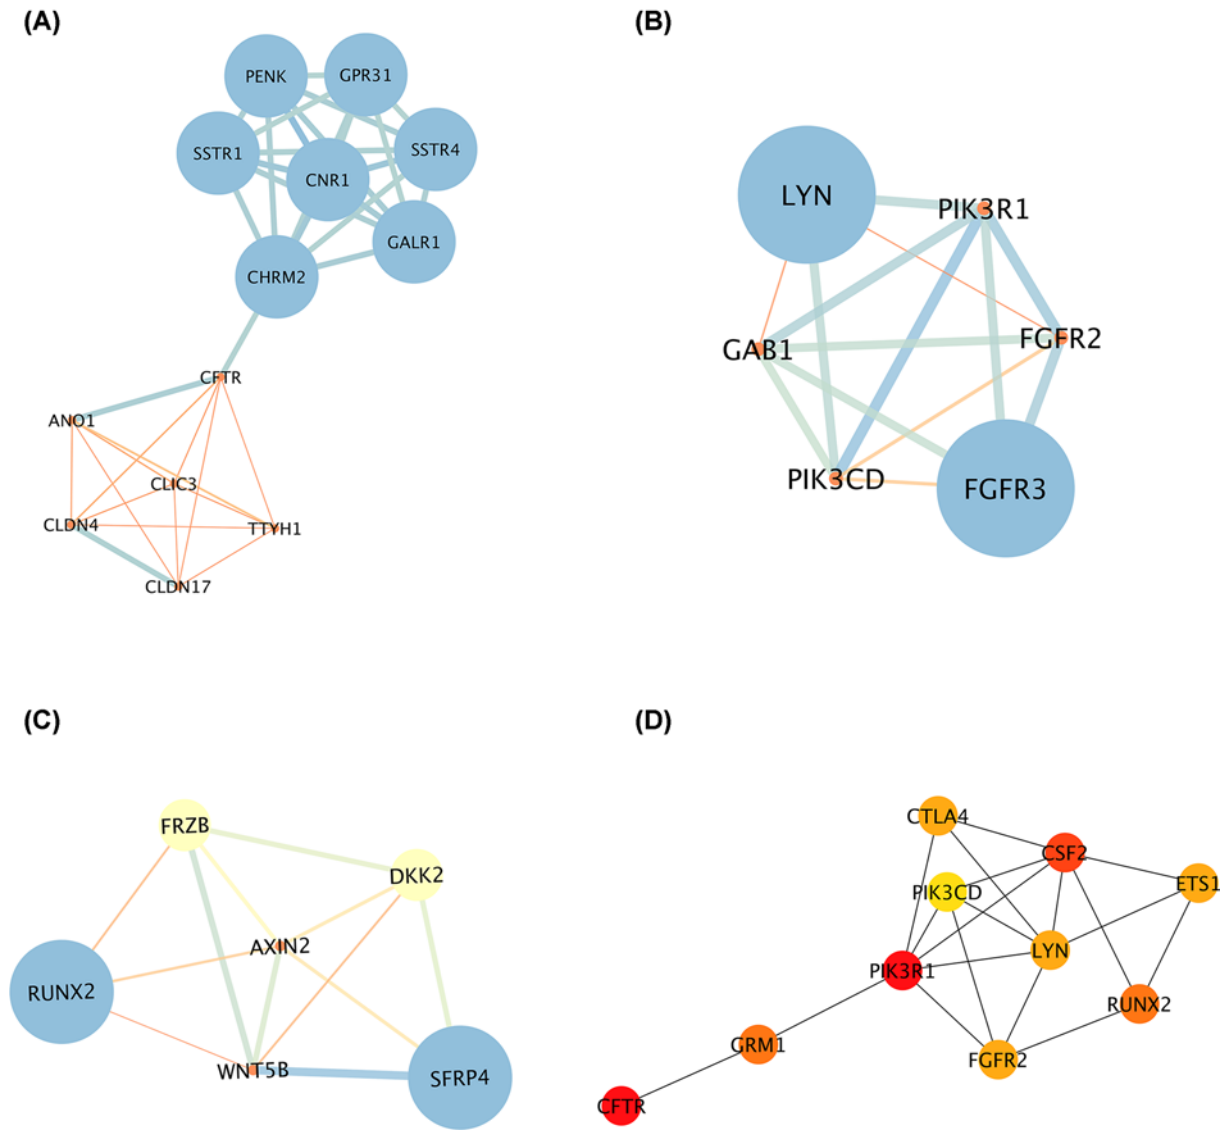 (A)
PENK
GPR31
SSTR1
SSTR4
CNR1
GALR1
CHRM2
CFTR
ANO1
CLIC3
CLDN4
TTYH1
CLDN17
(B)
LYN
PIK3R1
GAB1
FGFR2
PIK3CD
FGFR3
(C)
FRZB
DKK2
AXIN2
RUNX2
WNT5B
SFRP4
(D)
CTLA4
CSF2
PIK3CD
ETS1
LYN
PIK3R1
RUNX2
GRM1
FGFR2
CFTR